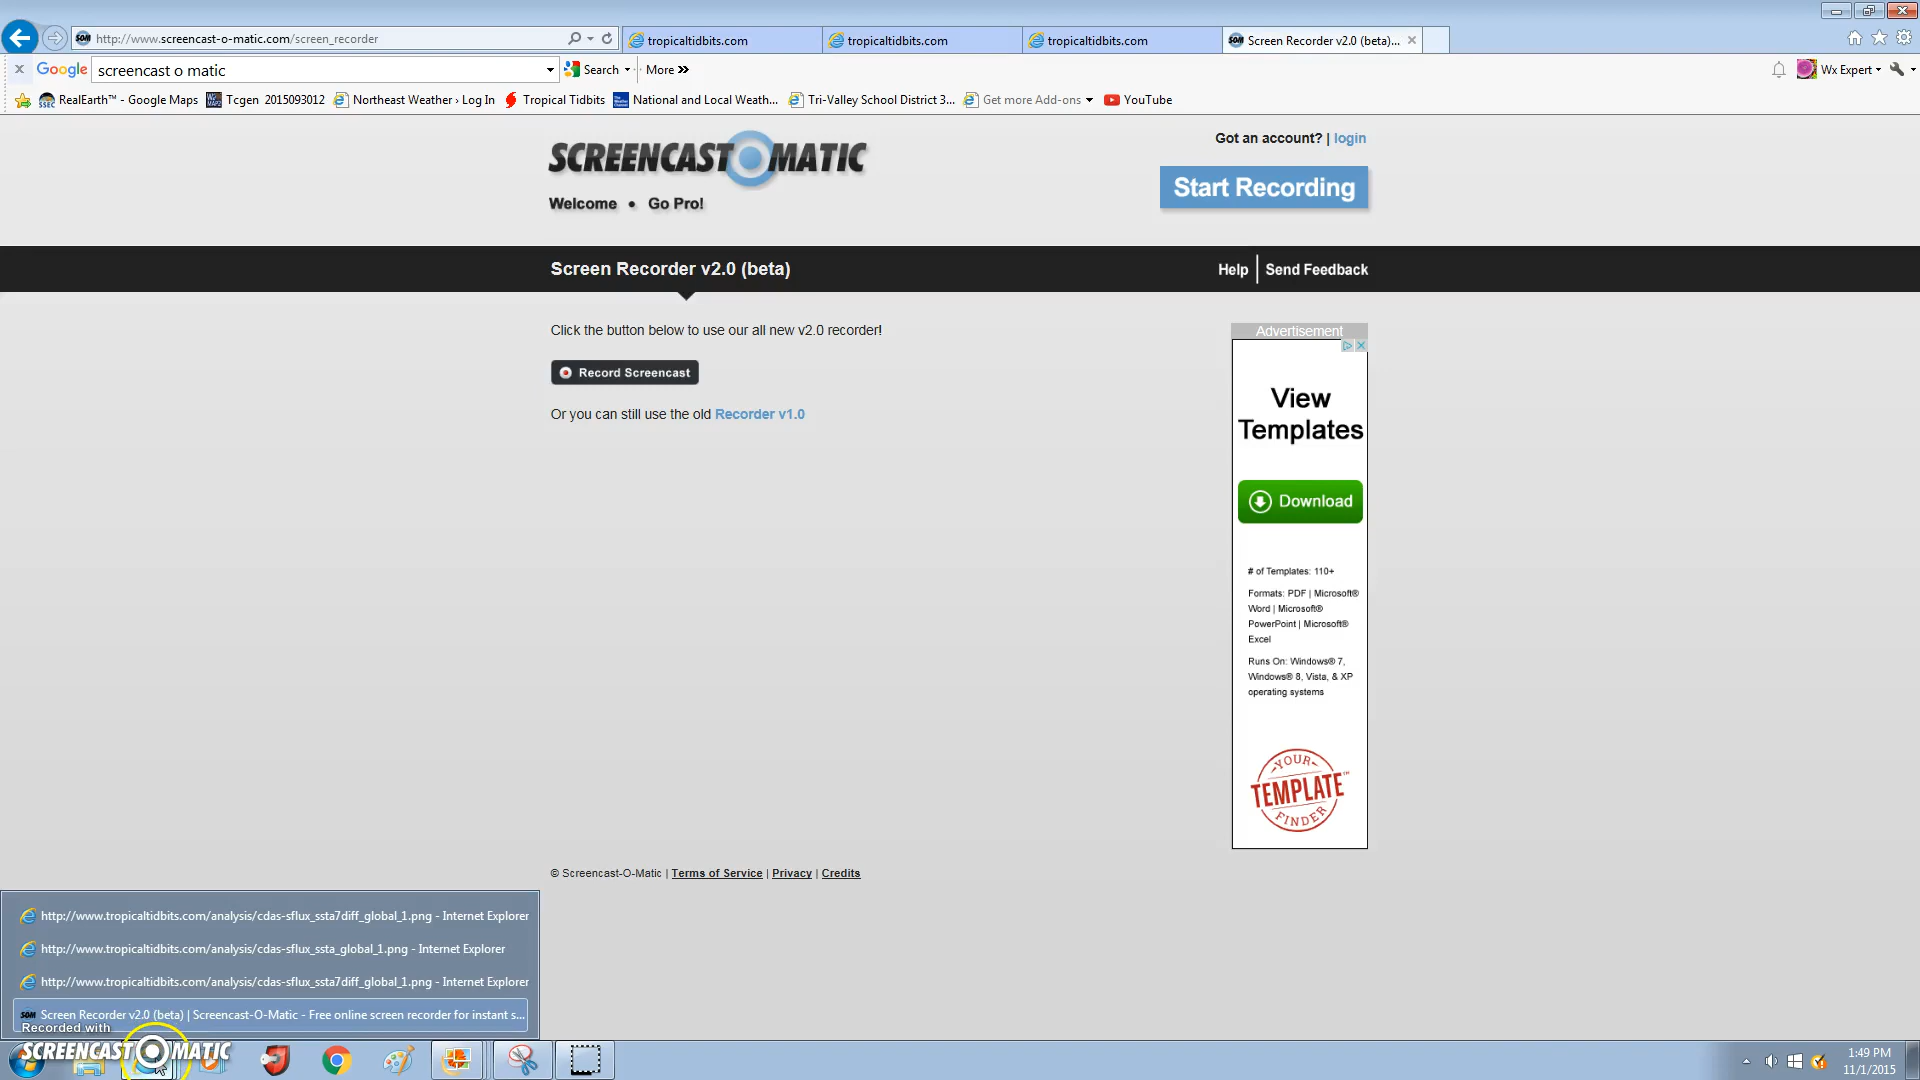 http://www.screencast-o-matic.com/screen_recorder
tropicaltidbits.com
tropicaltidbits.com
tropicaltidbits.com
Screen Recorder v2.0 (beta)...
Google
screencast o matic
Search
More
Wx Expert
RealEarth™ - Google Maps
Tcgen 2015093012
Northeast Weather › Log In
Tropical Tidbits
National and Local Weath...
Tri-Valley School District 3...
Get more Add-ons
YouTube
SCREENCAST O MATIC
Got an account? | login
Start Recording
Welcome • Go Pro!
Screen Recorder v2.0 (beta)
Help
Send Feedback
Click the button below to use our all new v2.0 recorder!
Record Screencast
Or you can still use the old Recorder v1.0
Advertisement
View
Templates
Download
# of Templates: 110+
Formats: PDF | Microsoft®
Word | Microsoft®
PowerPoint | Microsoft®
Excel
Runs On: Windows® 7,
Windows® 8, Vista, & XP
operating systems
YOUR
TEMPLATE™
FINDER
© Screencast-O-Matic | Terms of Service | Privacy | Credits
http://www.tropicaltidbits.com/analysis/cdas-sflux_ssta7diff_global_1.png - Internet Explorer
http://www.tropicaltidbits.com/analysis/cdas-sflux_ssta_global_1.png - Internet Explorer
http://www.tropicaltidbits.com/analysis/cdas-sflux_ssta7diff_global_1.png - Internet Explorer
SOM Screen Recorder v2.0 (beta) | Screencast-O-Matic - Free online screen recorder for instant s...
Recorded with
SCREENCAST O MATIC
1:49 PM
11/1/2015